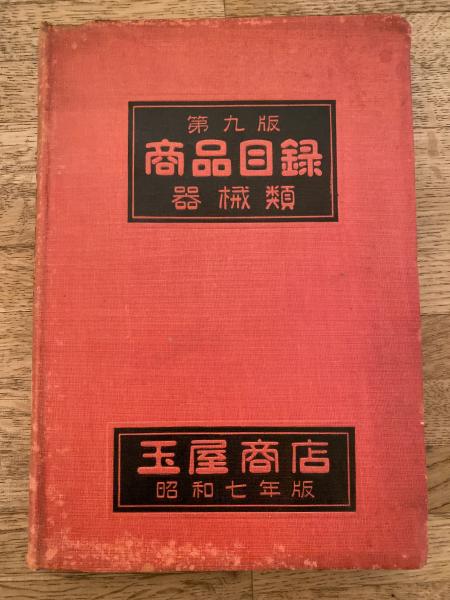 第九版
商品目録
器械類
玉屋商店
昭和七年版